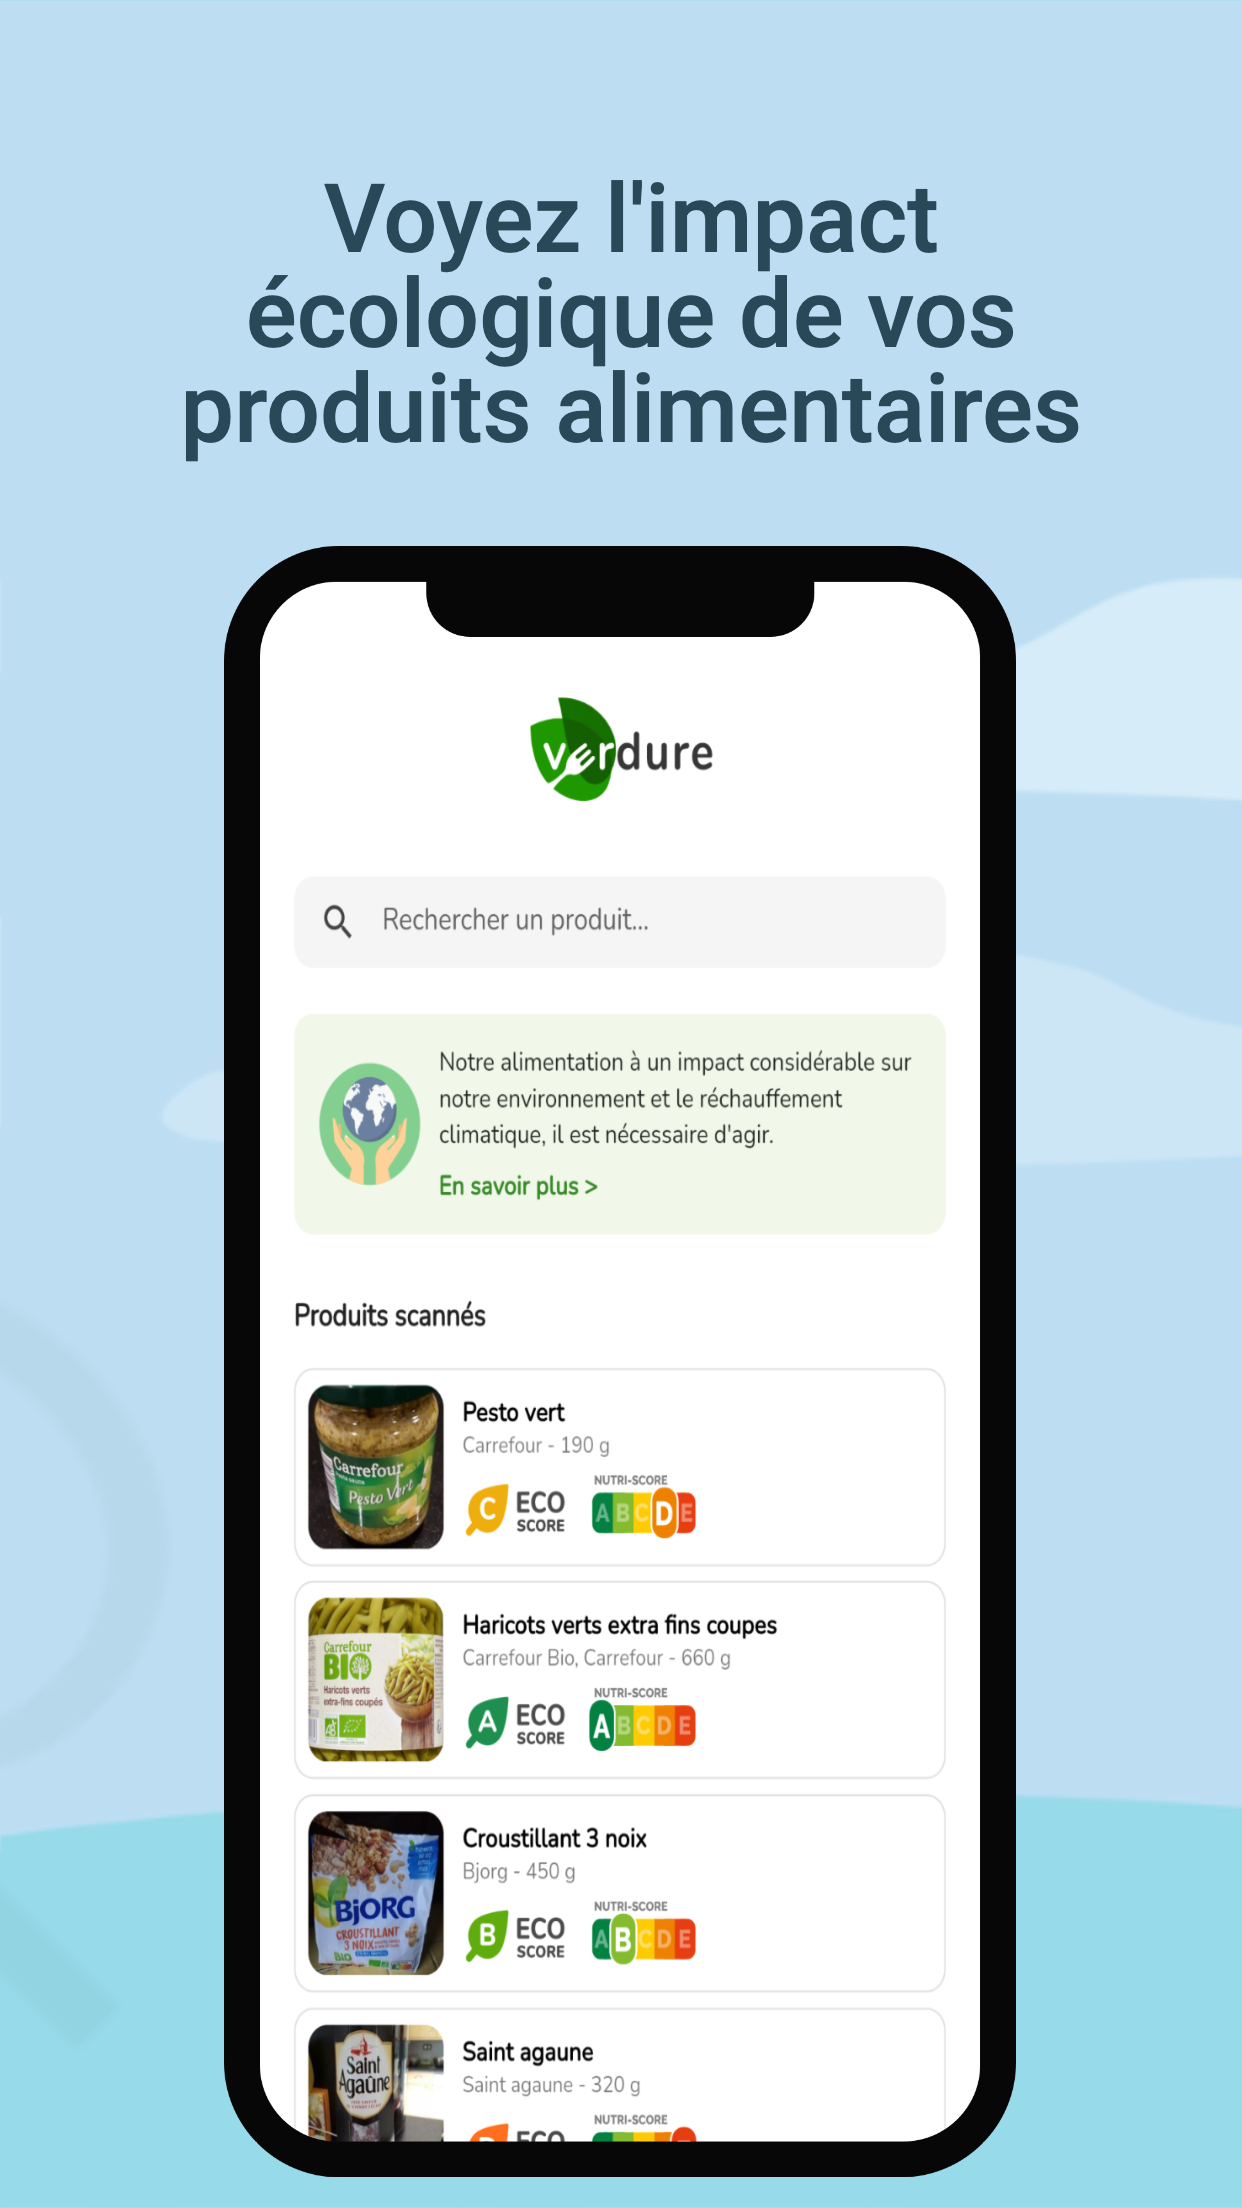 Voyez l'impact
écologique de vos
produits alimentaires
verdure
Rechercher un produit...
Notre alimentation à un impact considérable sur
notre environnement et le réchauffement
climatique, il est nécessaire d'agir.
En savoir plus >
Produits scannés
Carrefour
Pesto Vert
Pesto vert
Carrefour - 190 g
C ECO
SCORE
NUTRI-SCORE
A B C D E
Carrefour
BIO
Haricots verts
extra-fins coupés
AB
Haricots verts extra fins coupes
Carrefour Bio, Carrefour - 660 g
A ECO
SCORE
NUTRI-SCORE
A B C D E
BJORG
CROUSTILLANT
3 NOIX
BIO
Croustillant 3 noix
Bjorg - 450 g
B ECO
SCORE
NUTRI-SCORE
A B C D E
Saint
Agaûne
Saint agaune
Saint agaune - 320 g
ECO
NUTRI-SCORE